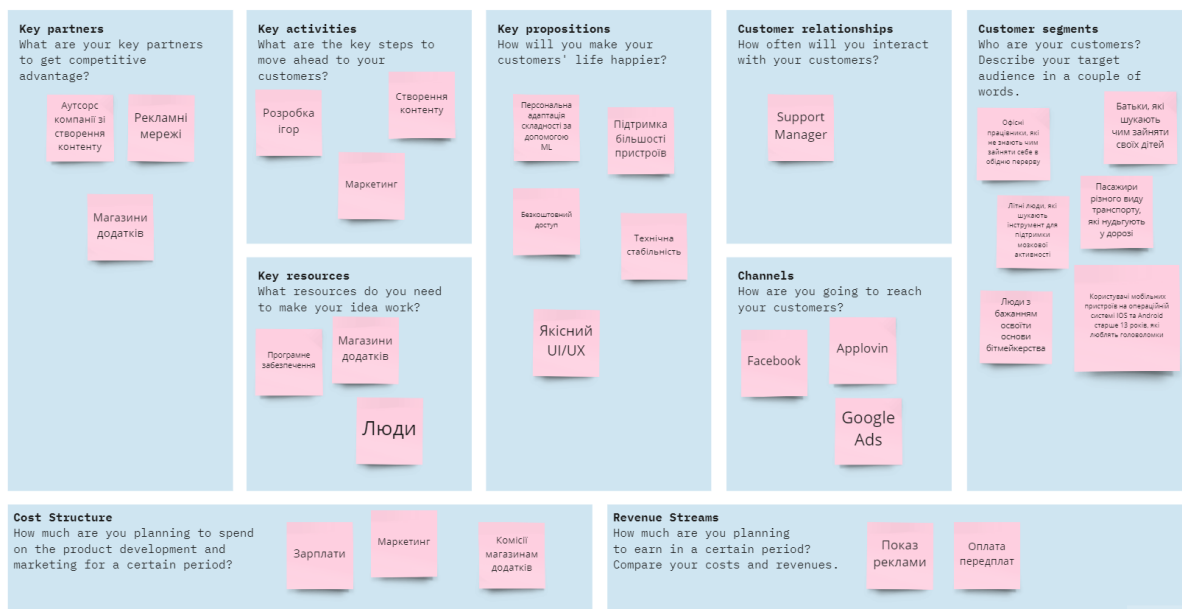 Key partners
What are your key partners
to get competitive
advantage?
Аутсорс
компанії зі
створення
контенту
Рекламні
мережі
Магазини
додатків
Key activities
What are the key steps to
move ahead to your
customers?
Розробка
ігор
Створення
контенту
Маркетинг
Key resources
What resources do you need
to make your idea work?
Програмне
забезпечення
Магазини
додатків
Люди
Key propositions
How will you make your
customers' life happier?
Персональна
адаптація
складності за
допомогою
ML
Підтримка
більшості
пристроїв
Безкоштовний
доступ
Технічна
стабільність
Якісний
UI/UX
Customer relationships
How often will you interact
with your customers?
Support
Manager
Channels
How are you going to reach
your customers?
Facebook
Applovin
Google
Ads
Customer segments
Who are your customers?
Describe your target
audience in a couple of
words.
Офісні
працівники, які
не знають чим
зайняти себе в
обідню перерву
Батьки, які
шукають
чим зайняти
своїх дітей
Літні люди, які
шукають
інструмент для
підтримки
мозкової
активності
Пасажири
різного виду
транспорту,
які нудьгують
у дорозі
Люди з
бажанням
освоїти
основи
бітмейкерства
Користувачі мобільних
пристроїв на операційній
системі IOS та Android
старше 13 років, які
люблять головоломки
Cost Structure
How much are you planning to spend
on the product development and
marketing for a certain period?
Зарплати
Маркетинг
Комісії
магазинам
додатків
Revenue Streams
How much are you planning
to earn in a certain period?
Compare your costs and revenues.
Показ
реклами
Оплата
передплат